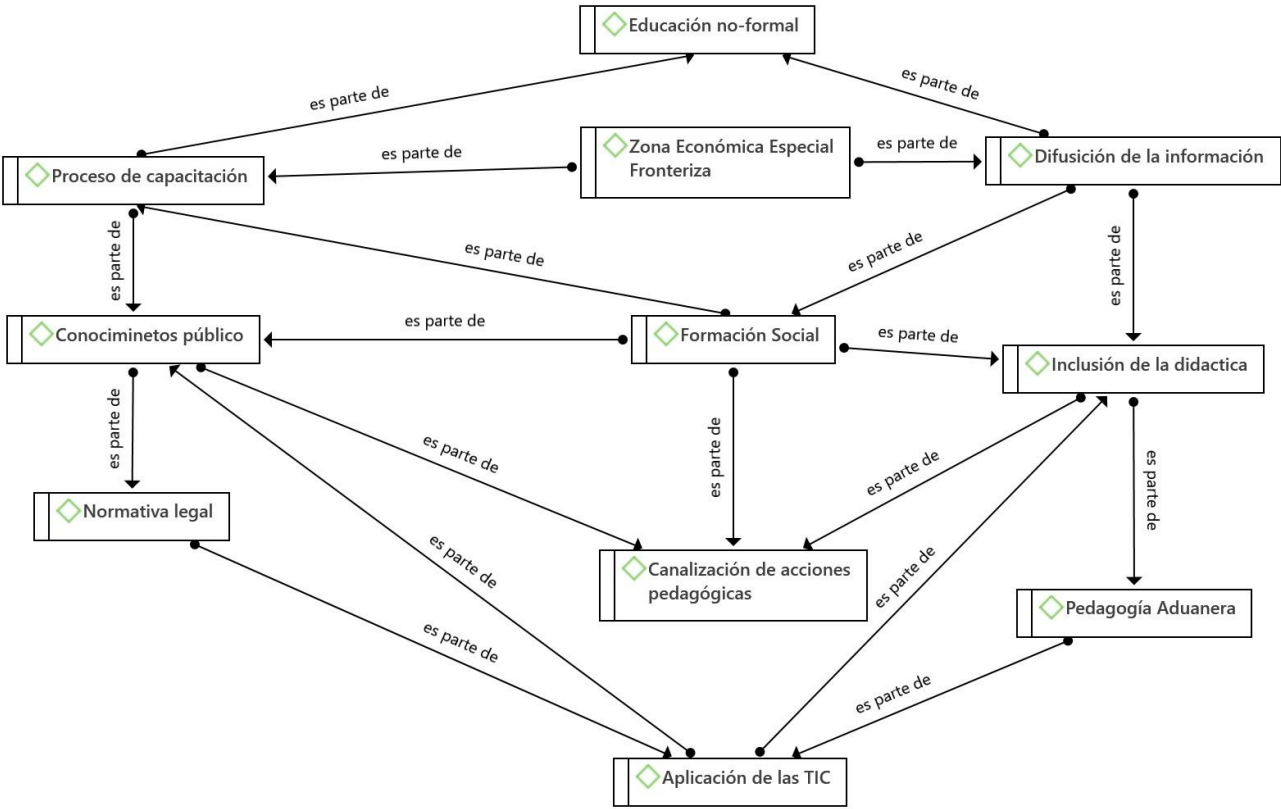 Educación no-formal
es parte de
es parte de
Zona Económica Especial
Fronteriza
es parte de
es parte de
Difusición de la información
Proceso de capacitación
es parte de
es parte de
es parte de
es parte de
Conociminetos público
es parte de
Formación Social
es parte de
Inclusión de la didactica
es parte de
es parte de
es parte de
es parte de
es parte de
Normativa legal
es parte de
es parte de
Canalización de acciones
pedagógicas
Pedagogía Aduanera
es parte de
es parte de
Aplicación de las TIC